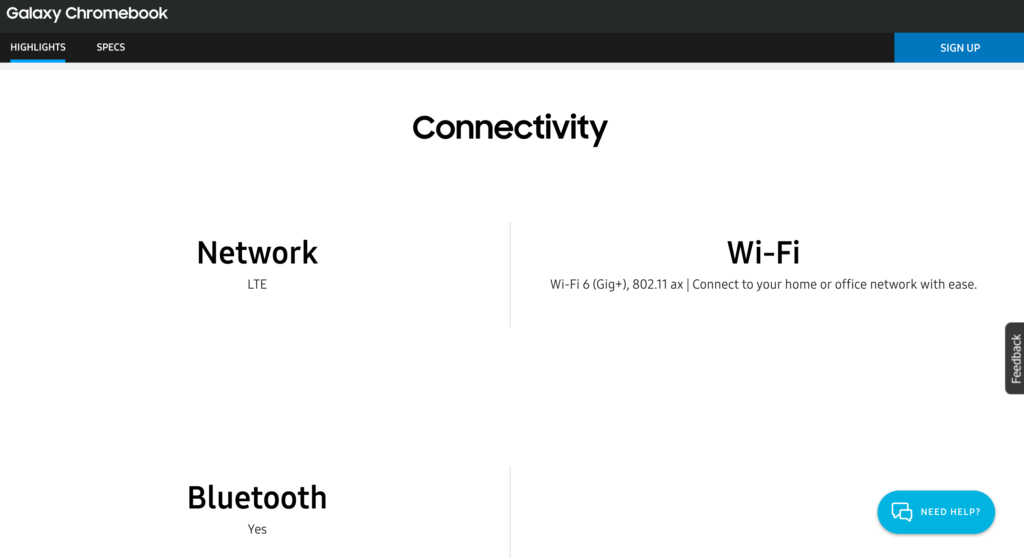 Galaxy Chromebook
HIGHLIGHTS
SPECS
SIGN UP
Connectivity
Network
LTE
Wi-Fi
Wi-Fi 6 (Gig+), 802.11 ax | Connect to your home or office network with ease.
Feedback
Bluetooth
Yes
NEED HELP?